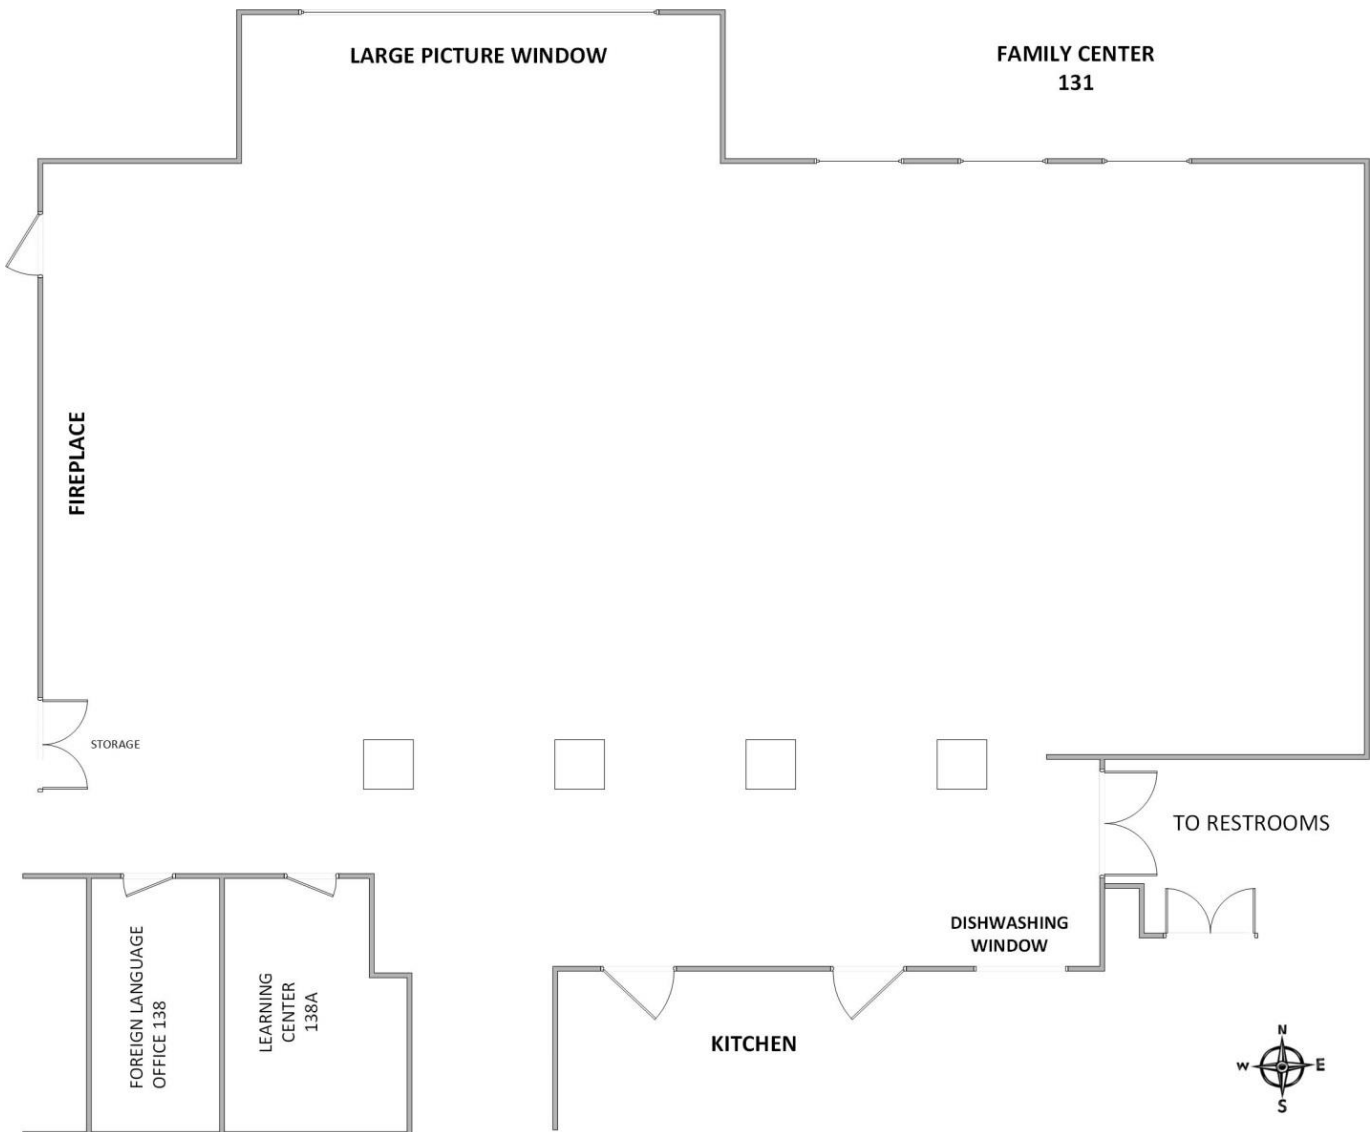 LARGE PICTURE WINDOW
FAMILY CENTER
131
FIREPLACE
STORAGE
TO RESTROOMS
DISHWASHING
WINDOW
FOREIGN LANGUAGE
OFFICE 138
LEARNING
CENTER
138A
KITCHEN
N
W E
S